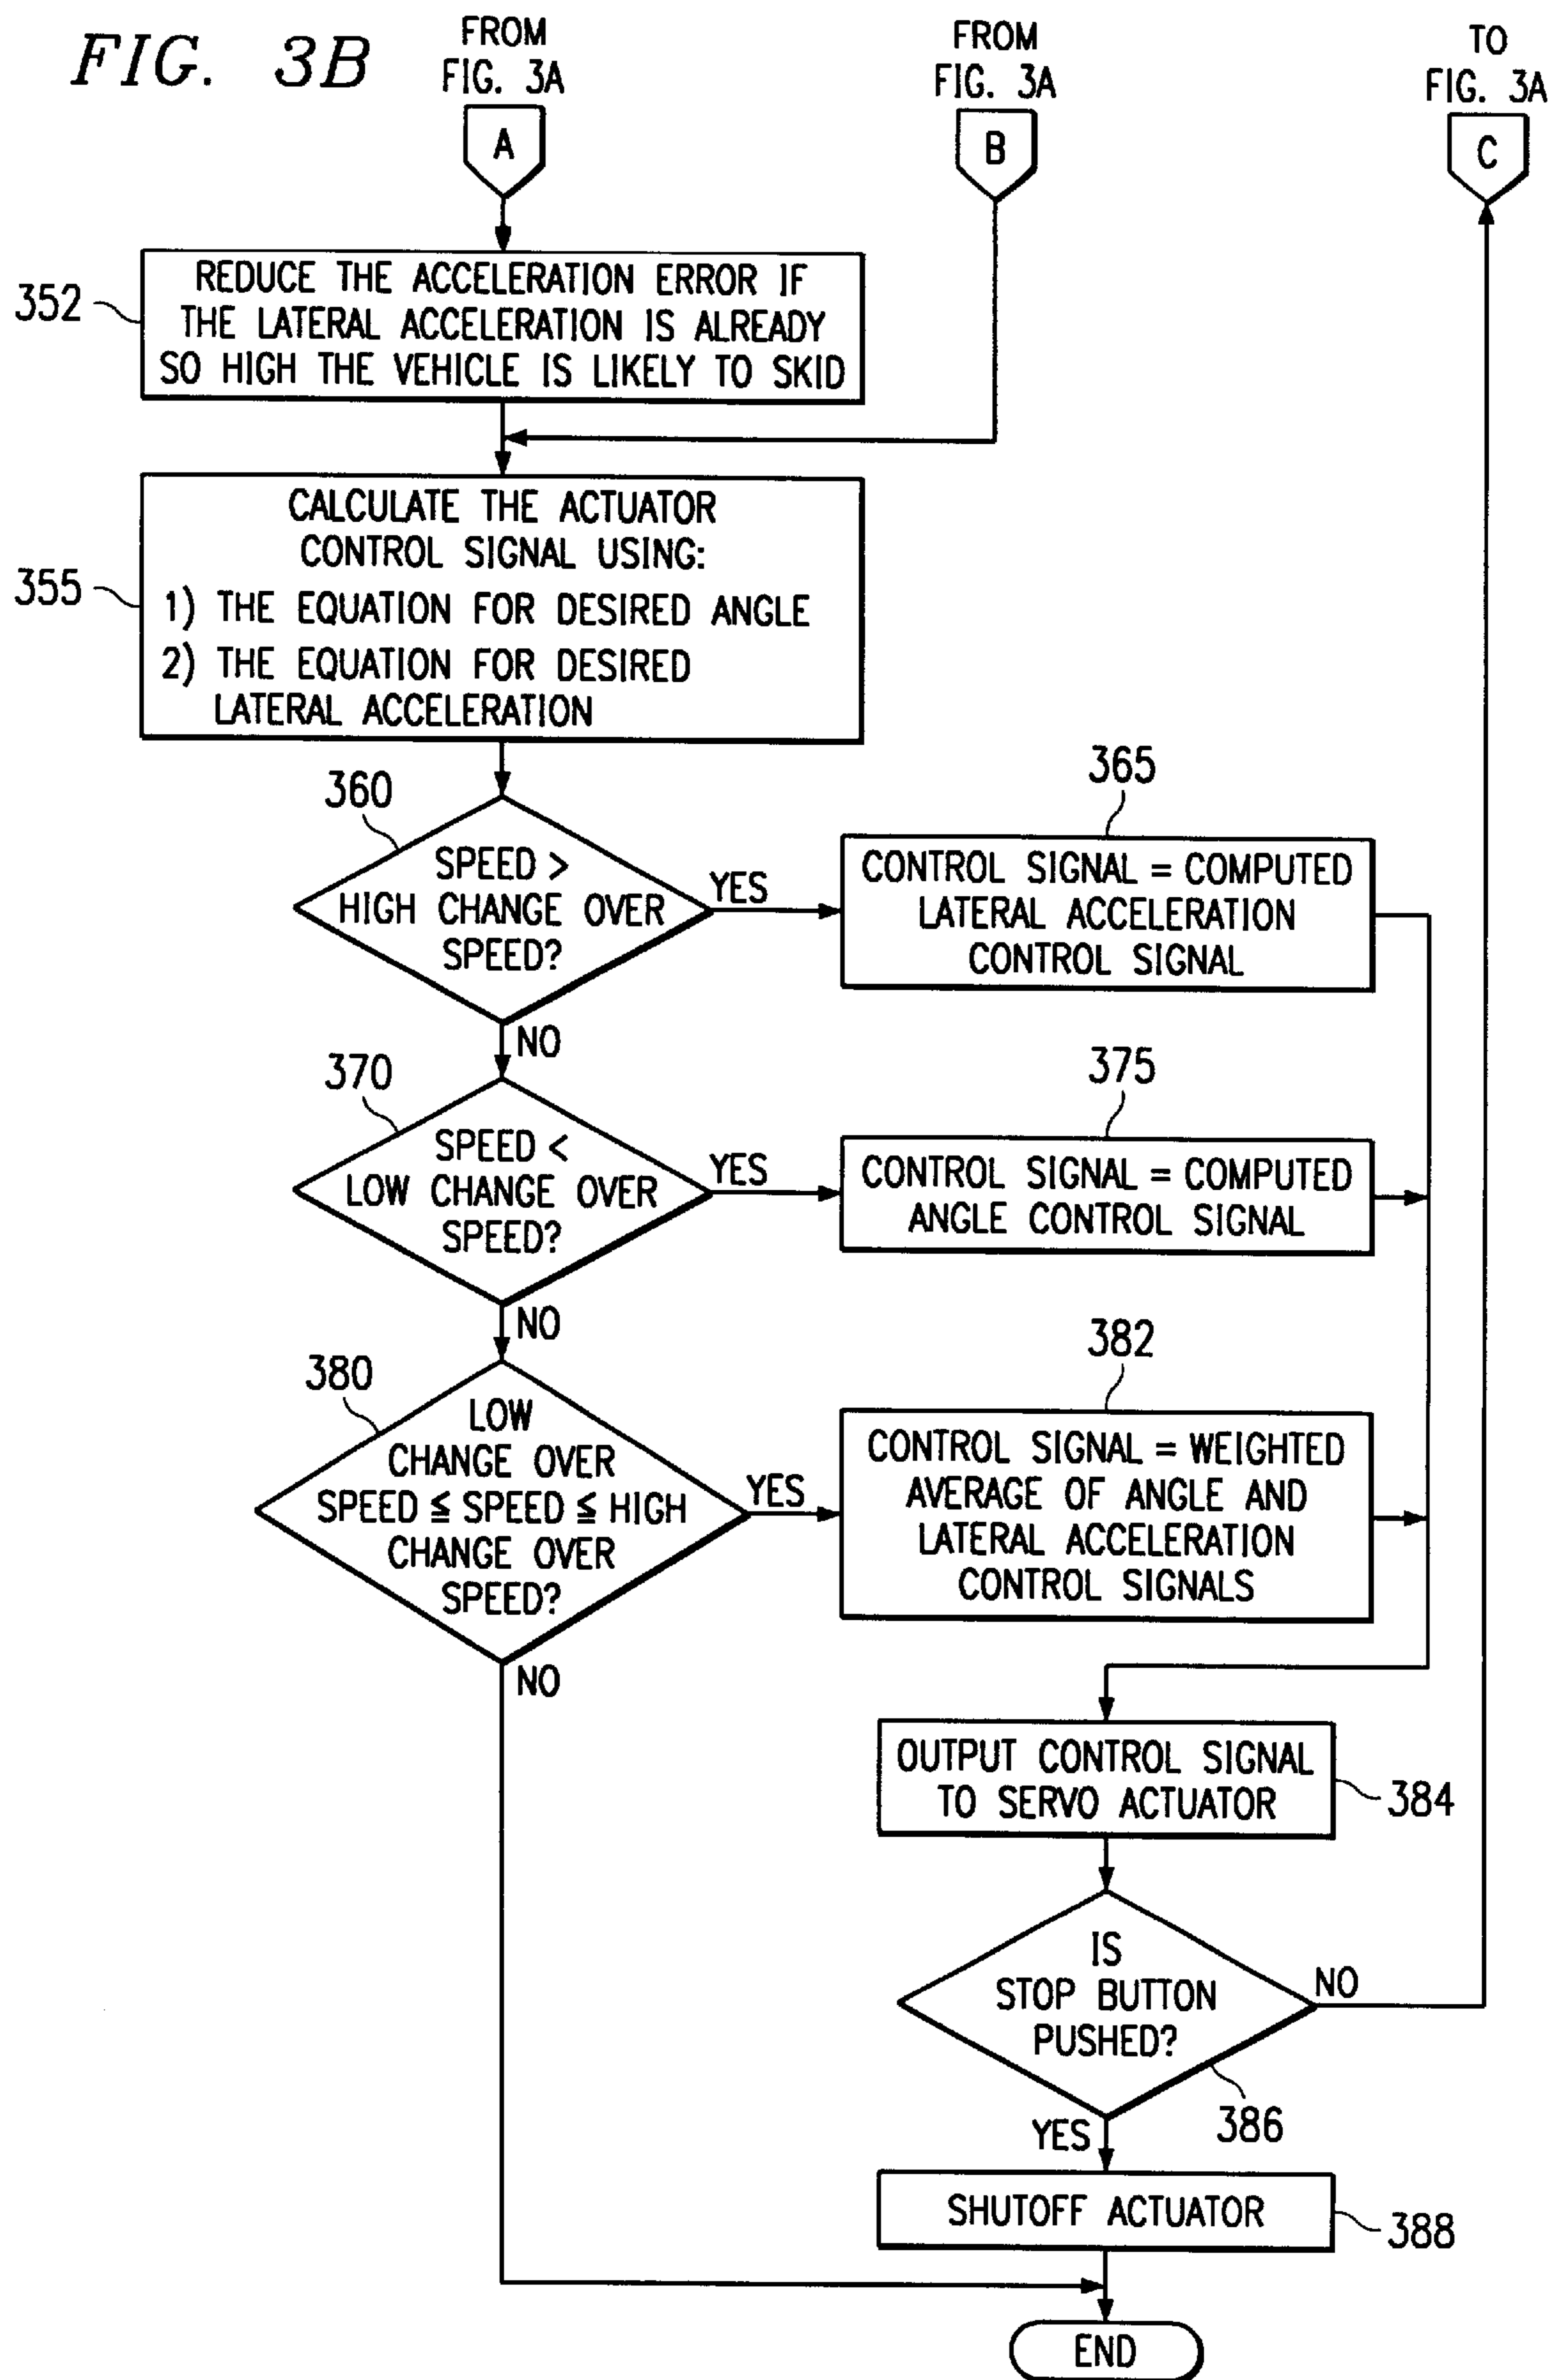 FIG. 3B
FROM
FIG. 3A
A
FROM
FIG. 3A
B
TO
FIG. 3A
C
352
REDUCE THE ACCELERATION ERROR IF
THE LATERAL ACCELERATION IS ALREADY
SO HIGH THE VEHICLE IS LIKELY TO SKID
355
CALCULATE THE ACTUATOR
CONTROL SIGNAL USING:
1) THE EQUATION FOR DESIRED ANGLE
2) THE EQUATION FOR DESIRED
LATERAL ACCELERATION
360
SPEED >
HIGH CHANGE OVER
SPEED?
YES
NO
365
CONTROL SIGNAL = COMPUTED
LATERAL ACCELERATION
CONTROL SIGNAL
370
SPEED <
LOW CHANGE OVER
SPEED?
YES
NO
375
CONTROL SIGNAL = COMPUTED
ANGLE CONTROL SIGNAL
380
LOW
CHANGE OVER
SPEED ≦ SPEED ≦ HIGH
CHANGE OVER
SPEED?
YES
NO
382
CONTROL SIGNAL = WEIGHTED
AVERAGE OF ANGLE AND
LATERAL ACCELERATION
CONTROL SIGNALS
OUTPUT CONTROL SIGNAL
TO SERVO ACTUATOR
384
IS
STOP BUTTON
PUSHED?
NO
386
YES
SHUTOFF ACTUATOR
388
END